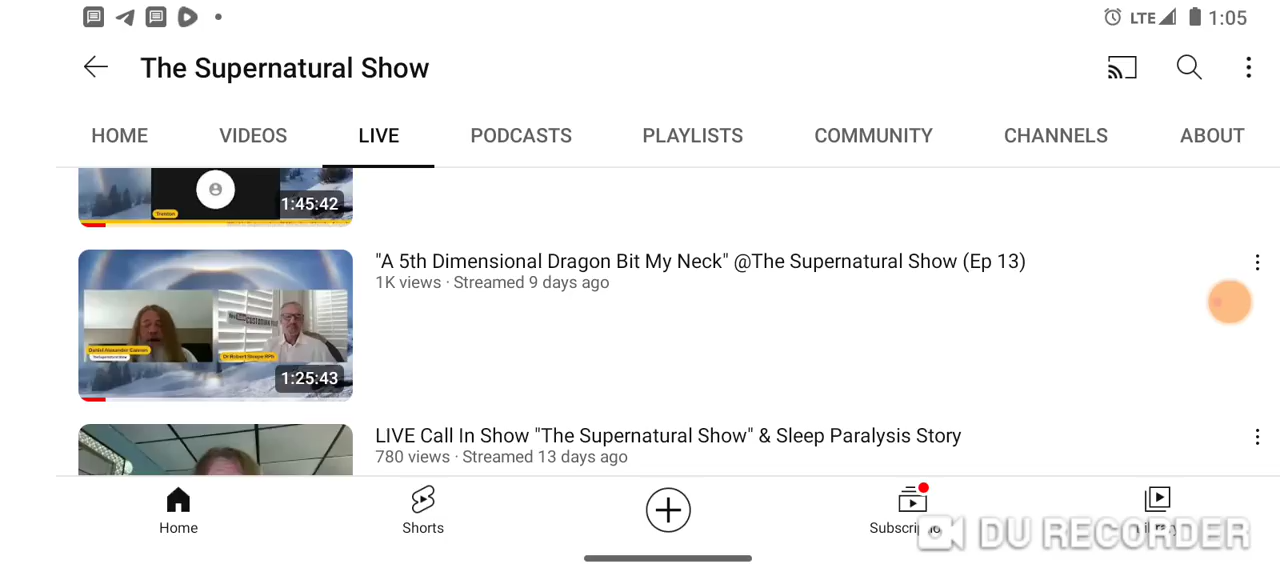 LTE 1:05
The Supernatural Show
HOME VIDEOS LIVE PODCASTS PLAYLISTS COMMUNITY CHANNELS ABOUT
Trenton
1:45:42
"A 5th Dimensional Dragon Bit My Neck" @The Supernatural Show (Ep 13)
1K views · Streamed 9 days ago
1:25:43
LIVE Call In Show "The Supernatural Show" & Sleep Paralysis Story
780 views · Streamed 13 days ago
Home Shorts
DU RECORDER